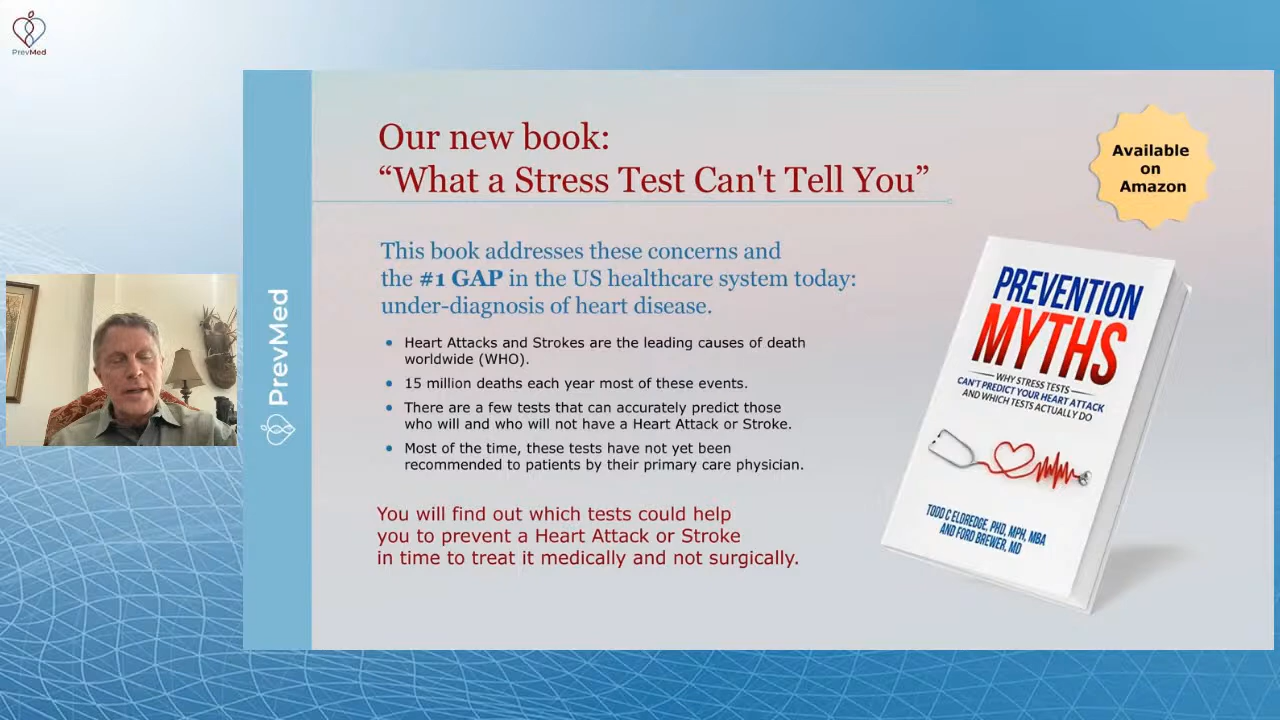 PrevMed
PrevMed
Our new book:
“What a Stress Test Can't Tell You”
Available
on
Amazon
This book addresses these concerns and
the #1 GAP in the US healthcare system today:
under-diagnosis of heart disease.
• Heart Attacks and Strokes are the leading causes of death
worldwide (WHO).
• 15 million deaths each year most of these events.
• There are a few tests that can accurately predict those
who will and who will not have a Heart Attack or Stroke.
• Most of the time, these tests have not yet been
recommended to patients by their primary care physician.
You will find out which tests could help
you to prevent a Heart Attack or Stroke
in time to treat it medically and not surgically.
PREVENTION
MYTHS
WHY STRESS TESTS
CAN'T PREDICT YOUR HEART ATTACK
AND WHICH TESTS ACTUALLY DO
TODD C ELDREDGE, PHD, MPH, MBA
AND FORD BREWER, MD